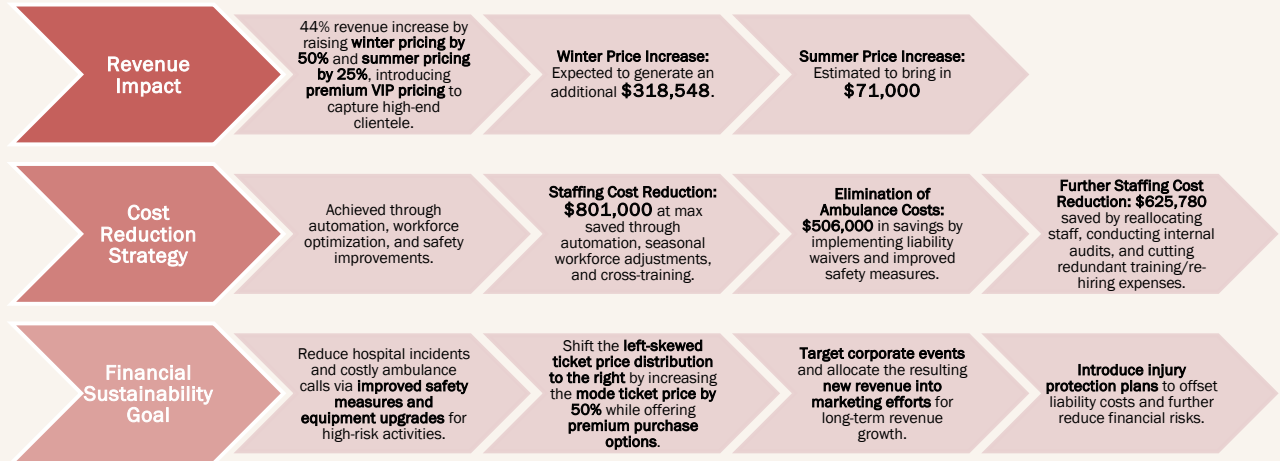 Revenue
Impact
44% revenue increase by
raising winter pricing by
50% and summer pricing
by 25%, introducing
premium VIP pricing to
capture high-end
clientele.
Winter Price Increase:
Expected to generate an
additional $318,548.
Summer Price Increase:
Estimated to bring in
$71,000
Cost
Reduction
Strategy
Achieved through
automation, workforce
optimization, and safety
improvements.
Staffing Cost Reduction:
$801,000 at max
saved through
automation, seasonal
workforce adjustments,
and cross-training.
Elimination of
Ambulance Costs:
$506,000 in savings by
implementing liability
waivers and improved
safety measures.
Further Staffing Cost
Reduction: $625,780
saved by reallocating
staff, conducting internal
audits, and cutting
redundant training/re-
hiring expenses.
Financial
Sustainability
Goal
Reduce hospital incidents
and costly ambulance
calls via improved safety
measures and
equipment upgrades for
high-risk activities.
Shift the left-skewed
ticket price distribution
to the right by increasing
the mode ticket price by
50% while offering
premium purchase
options.
Target corporate events
and allocate the resulting
new revenue into
marketing efforts for
long-term revenue
growth.
Introduce injury
protection plans to offset
liability costs and further
reduce financial risks.